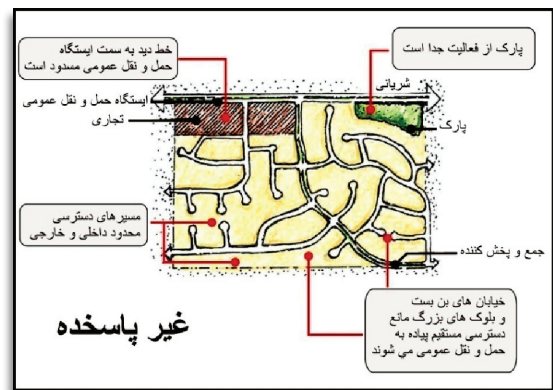 خط دید به سمت ایستگاه
حمل و نقل عمومی مسدود است
پارک از فعالیت جدا است
شریانی
ایستگاه حمل و نقل عمومی
تجاری
پارک
مسیرهای دسترسی
محدود داخلی و خارجی
جمع و پخش کننده
خیابان های بن بست
و بلوک های بزرگ مانع
دسترسی مستقیم پیاده به
حمل و نقل عمومی می شوند
غیر پاسخده